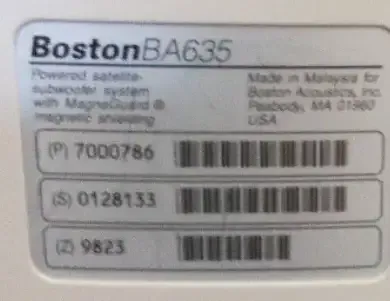 BostonBA635
Powered satellite-
subwoofer system
with MagnaGuard ®
magnetic shielding
Made in Malaysia for
Boston Acoustics, Inc.
Peabody, MA 01960
USA
(P) 7000786
(S) 0128133
(Z) 9823